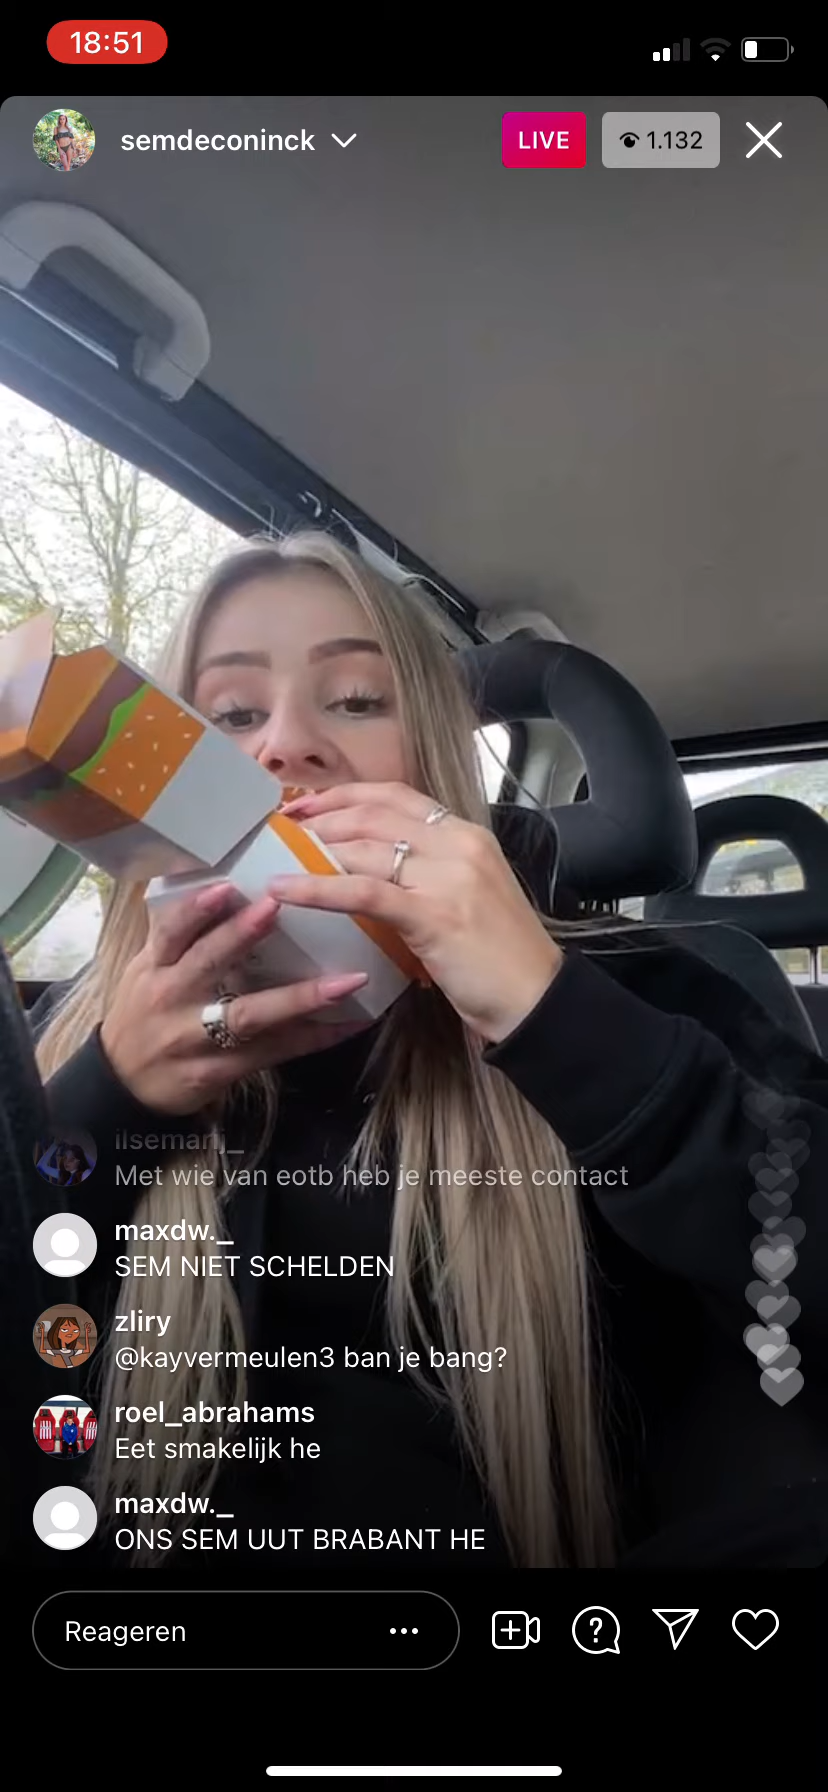 18:51
semdeconinck
LIVE
1.132
ilsemarij_
Met wie van eotb heb je meeste contact
maxdw._
SEM NIET SCHELDEN
zliry
@kayvermeulen3 ban je bang?
roel_abrahams
Eet smakelijk he
maxdw._
ONS SEM UUT BRABANT HE
Reageren